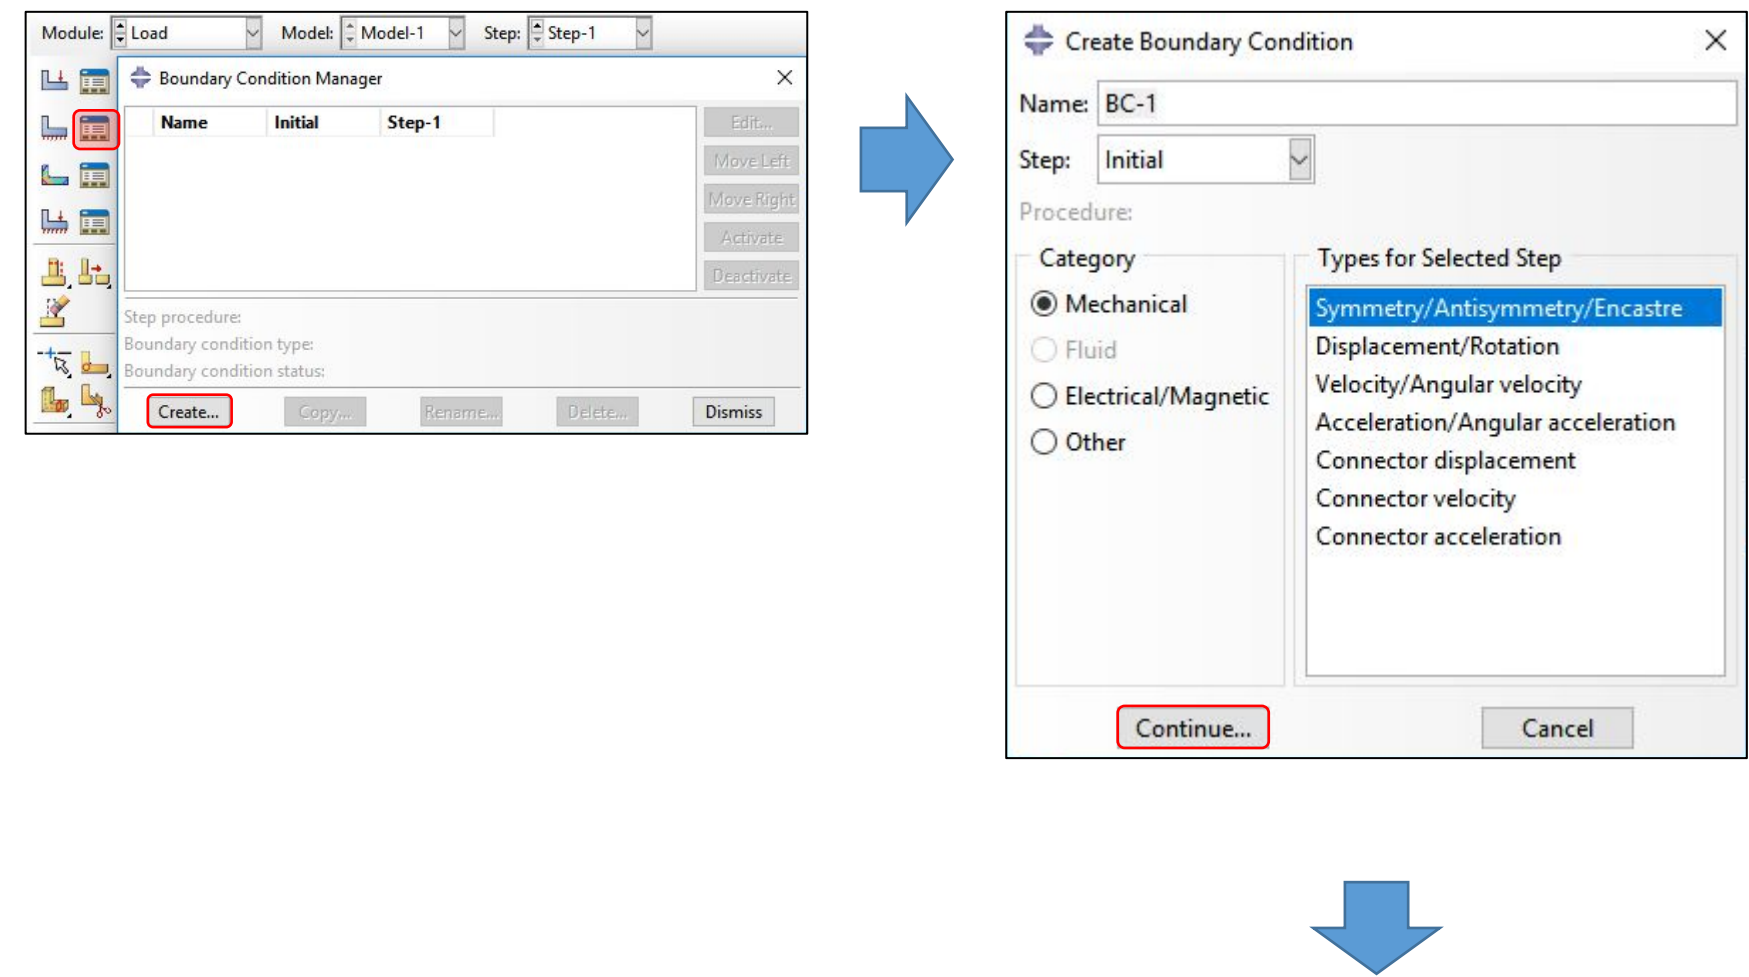 Module: Load Model: Model-1 Step: Step-1
Boundary Condition Manager
Name Initial Step-1
Edit...
Move Left
Move Right
Activate
Deactivate
Step procedure:
Boundary condition type:
Boundary condition status:
Create... Copy... Rename... Delete... Dismiss
Create Boundary Condition
Name: BC-1
Step: Initial
Procedure:
Category
Mechanical
Fluid
Electrical/Magnetic
Other
Types for Selected Step
Symmetry/Antisymmetry/Encastre
Displacement/Rotation
Velocity/Angular velocity
Acceleration/Angular acceleration
Connector displacement
Connector velocity
Connector acceleration
Continue... Cancel